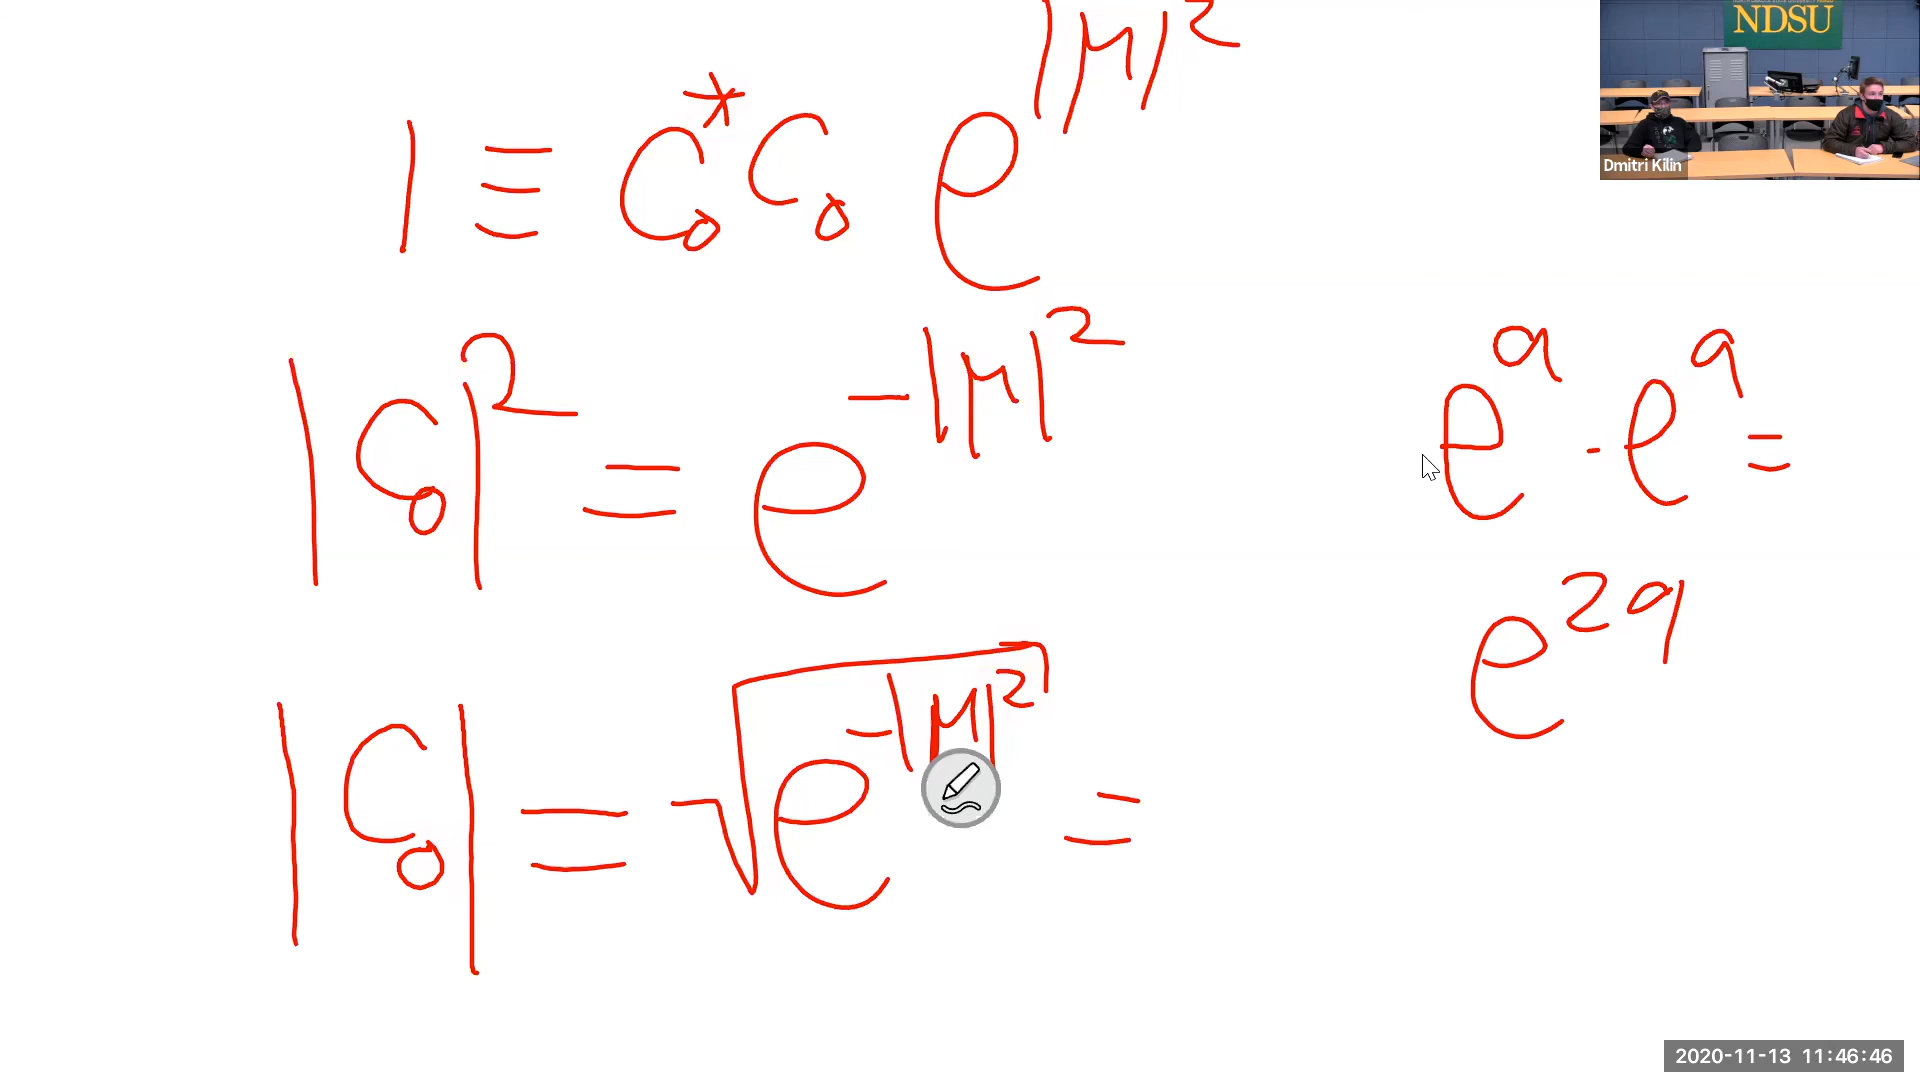 NDSU
Dmitri Kilin
1 ≡ C₀* C₀ e^|μ|²
|C₀|² = e^-|μ|²
e^a · e^a =
e^2a
|C₀| = √e^-|μ|² =
2020-11-13 11:46:46